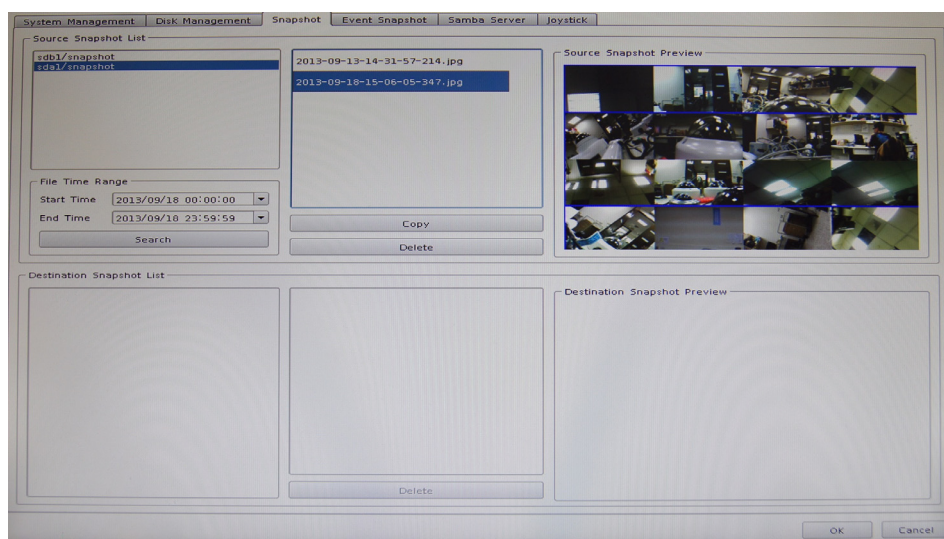 System Management Disk Management Snapshot Event Snapshot Samba Server Joystick
Source Snapshot List
sdb1/snapshot
sda1/snapshot
2013-09-13-14-31-57-214.jpg
2013-09-18-15-06-05-347.jpg
Source Snapshot Preview
File Time Range
Start Time 2013/09/18 00:00:00
End Time 2013/09/18 23:59:59
Search
Copy
Delete
Destination Snapshot List
Destination Snapshot Preview
Delete
OK Cancel